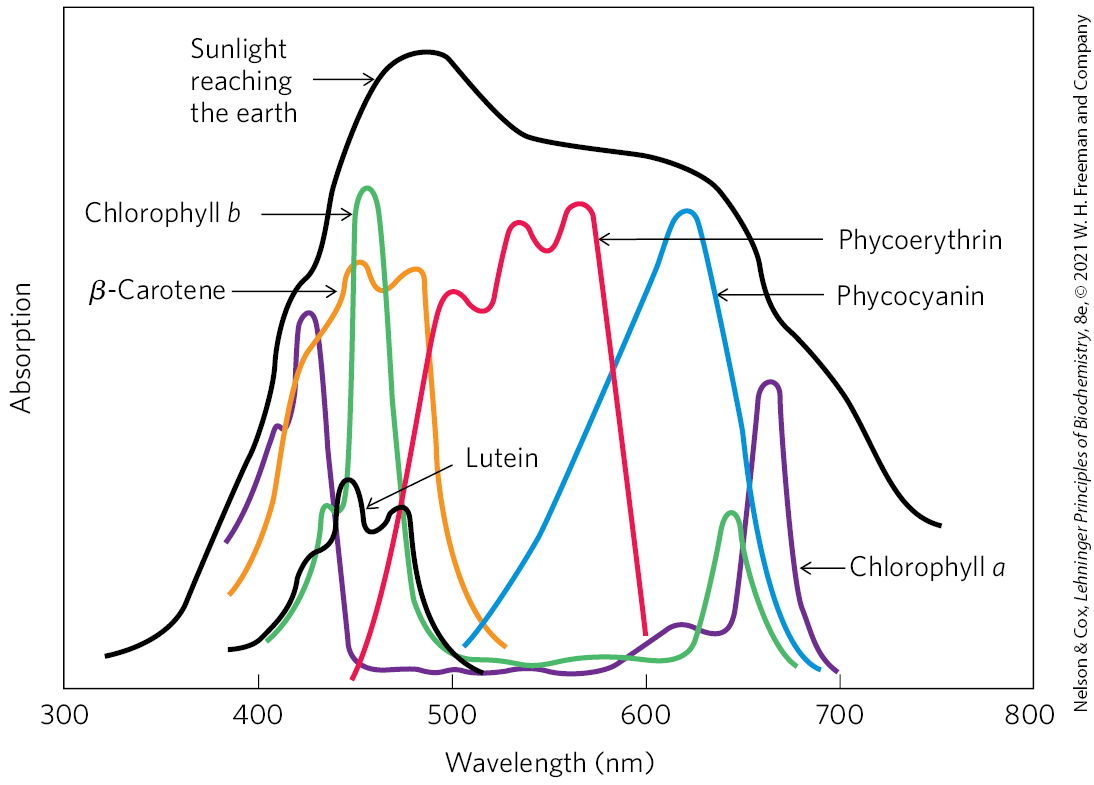 Sunlight
reaching
the earth
Chlorophyll b
β-Carotene
Phycoerythrin
Phycocyanin
Lutein
Chlorophyll a
Absorption
300 400 500 600 700 800
Wavelength (nm)
Nelson & Cox, Lehninger Principles of Biochemistry, 8e, © 2021 W. H. Freeman and Company